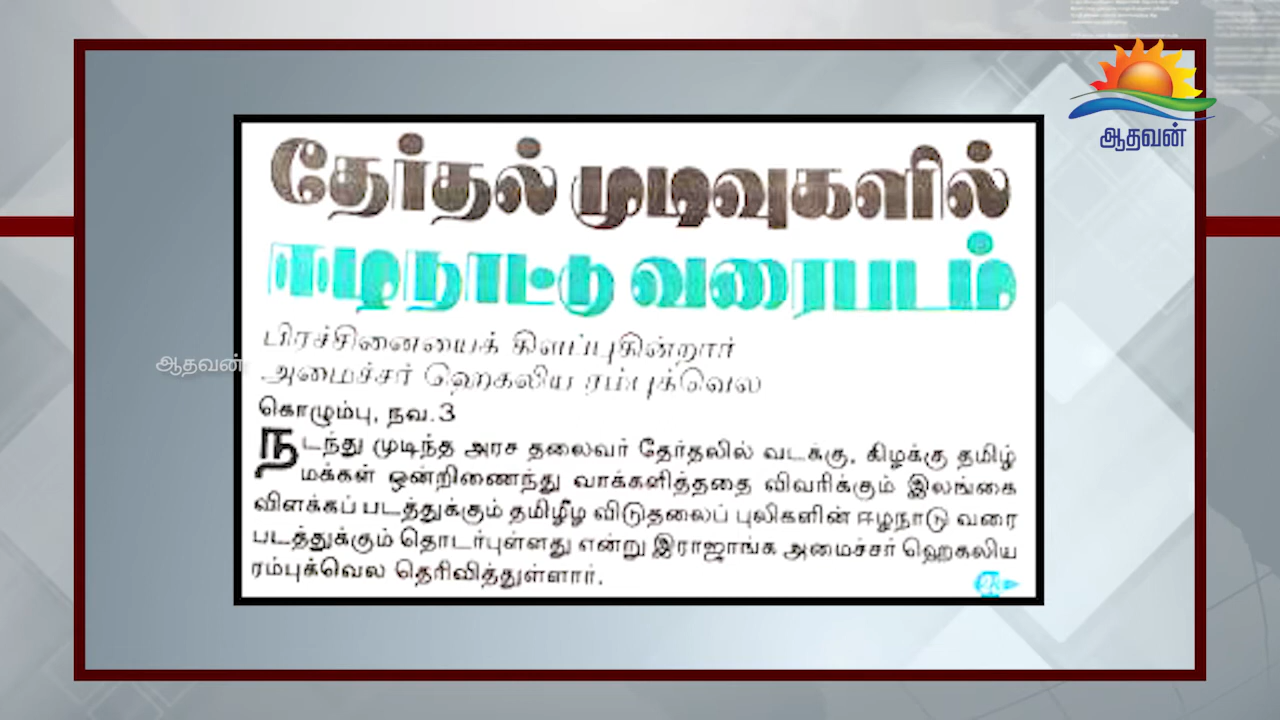 ஆதவன்
தேர்தல் முடிவுகளில்
ஈழநாட்டு வரைபடம்
பிரச்சினையைக் கிளப்புகின்றார்
ஆதவன்
அமைச்சர் ஹெகலிய ரம்புக்வெல
கொழும்பு, நவ.3
நடந்து முடிந்த அரச தலைவர் தேர்தலில் வடக்கு, கிழக்கு தமிழ்
மக்கள் ஒன்றிணைந்து வாக்களித்ததை விவரிக்கும் இலங்கை
விளக்கப் படத்துக்கும் தமிழீழ விடுதலைப் புலிகளின் ஈழநாடு வரை
படத்துக்கும் தொடர்புள்ளது என்று இராஜாங்க அமைச்சர் ஹெகலிய
ரம்புக்வெல தெரிவித்துள்ளார்.